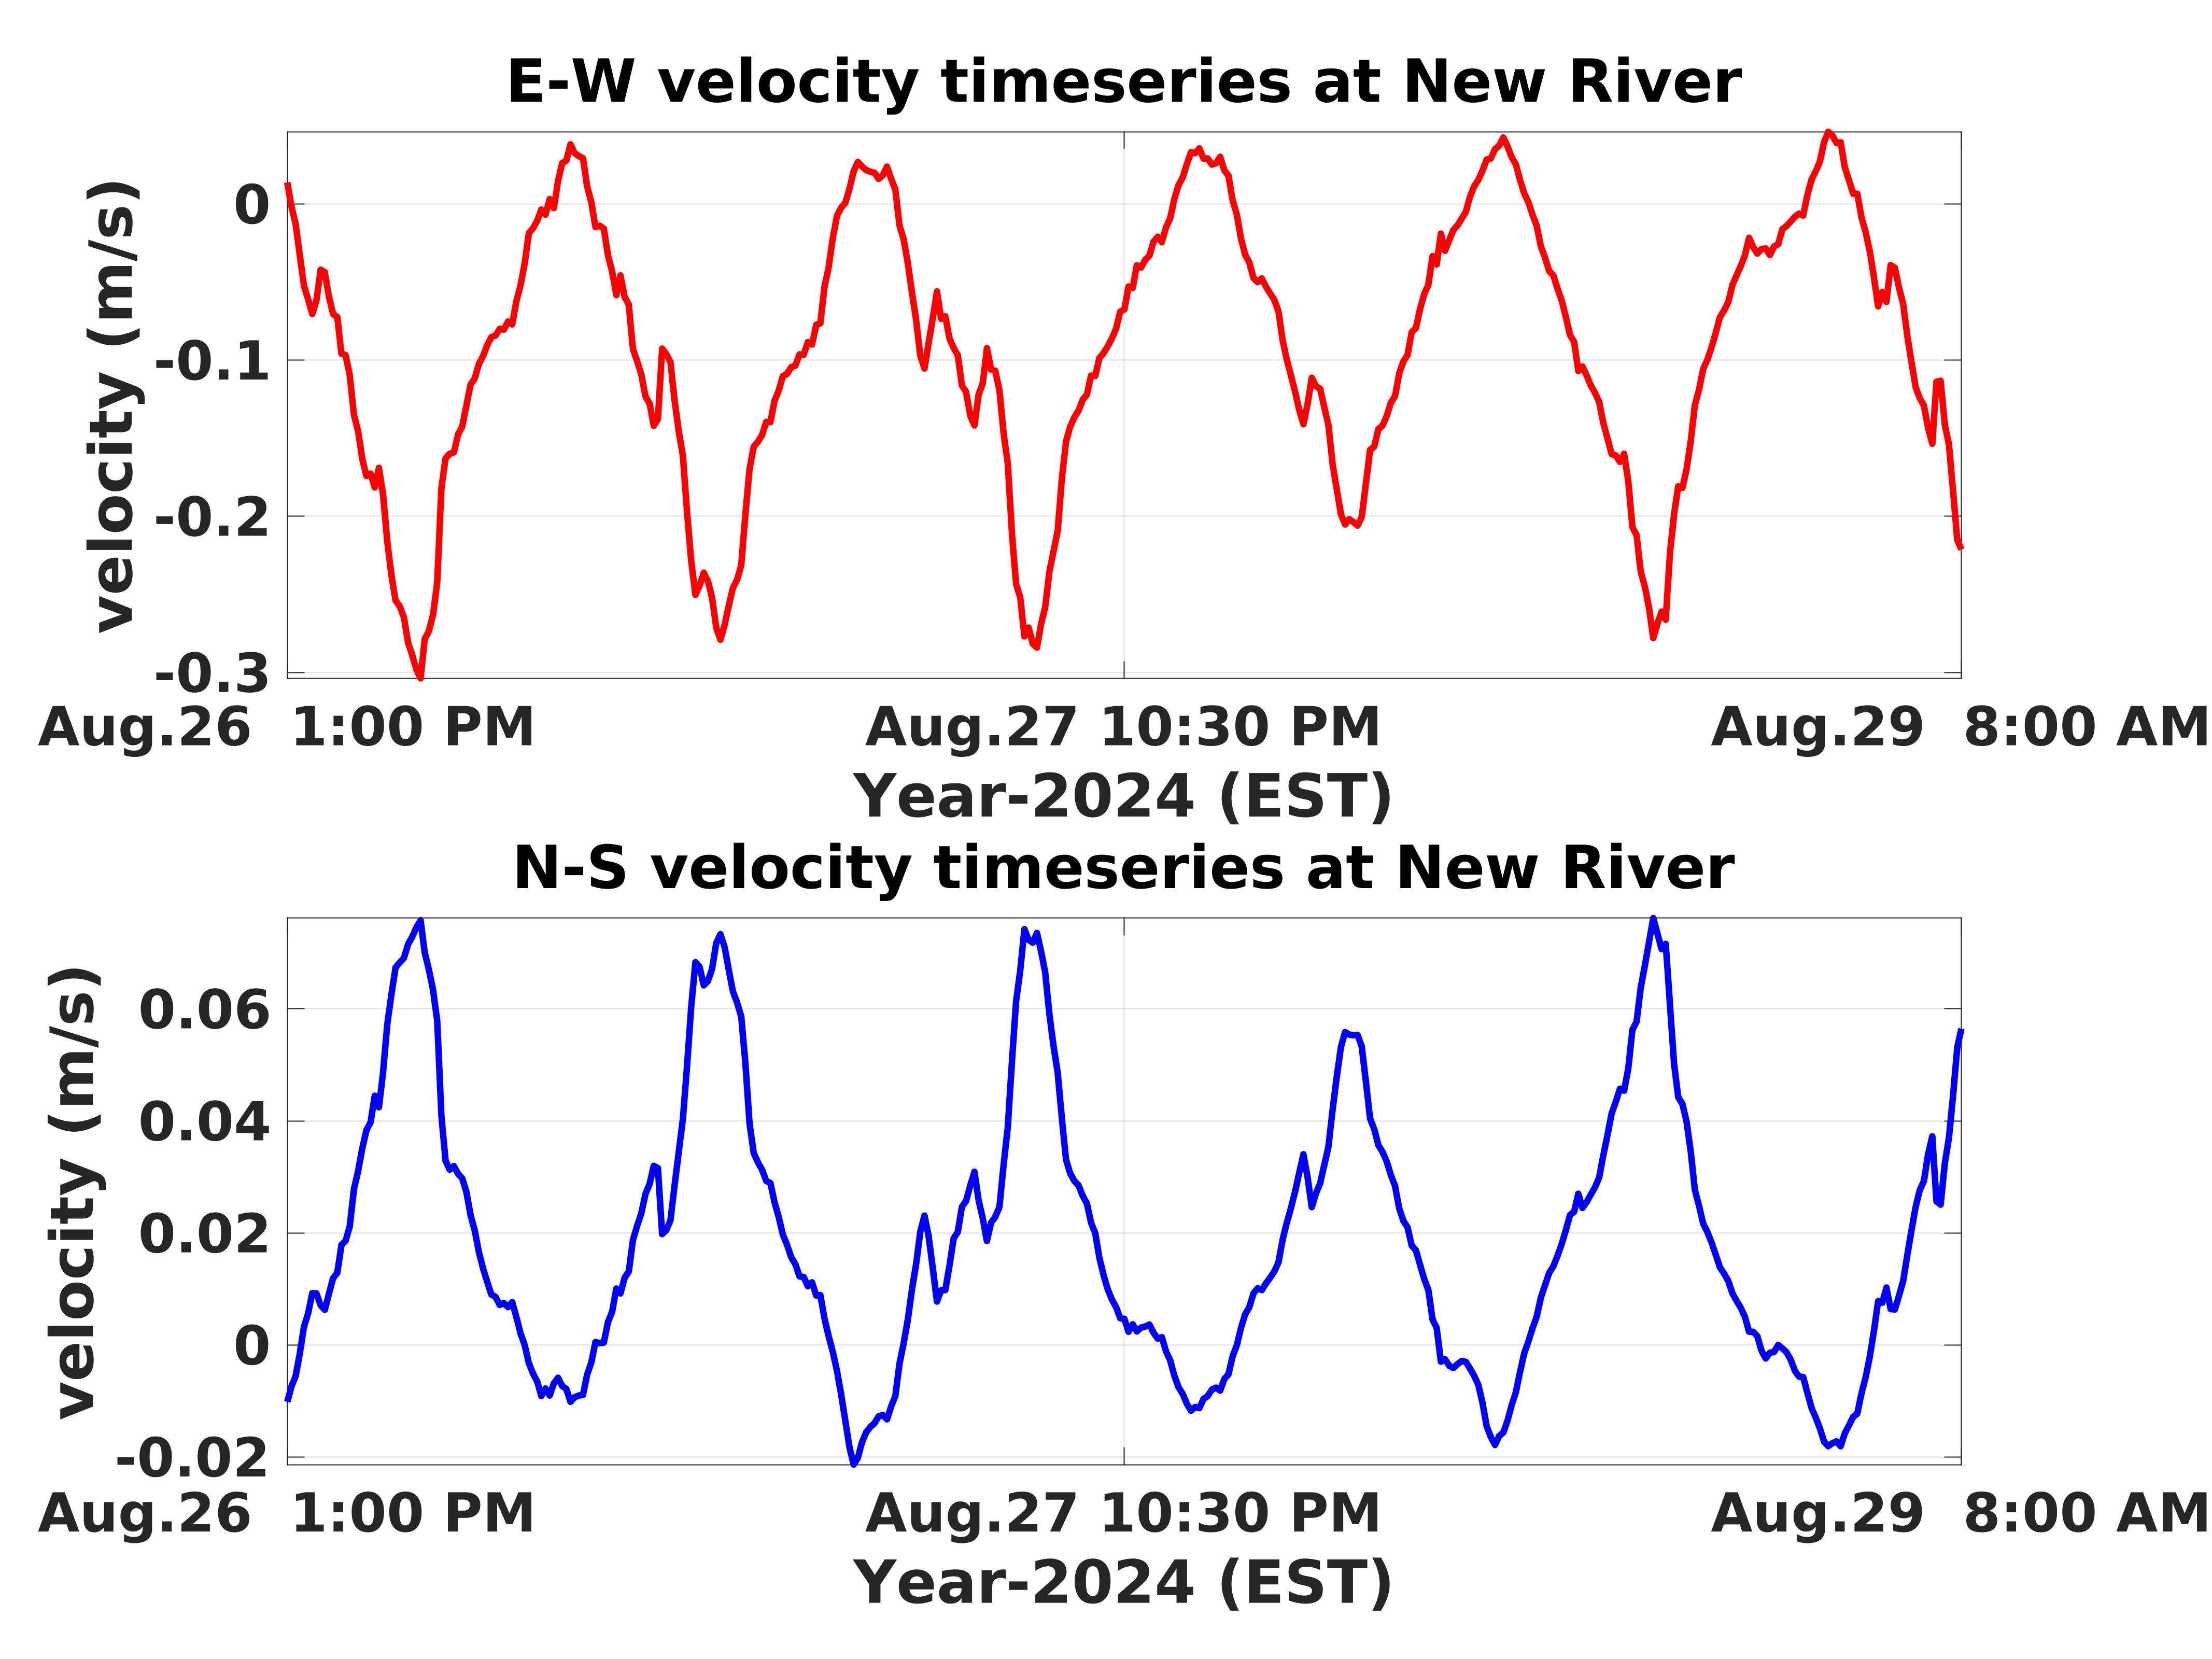 E-W velocity timeseries at New River
velocity (m/s)
0
-0.1
-0.2
-0.3
Aug.26  1:00 PM Aug.27 10:30 PM Aug.29  8:00 AM
Year-2024 (EST)
N-S velocity timeseries at New River
velocity (m/s)
0.06
0.04
0.02
0
-0.02
Aug.26  1:00 PM Aug.27 10:30 PM Aug.29  8:00 AM
Year-2024 (EST)